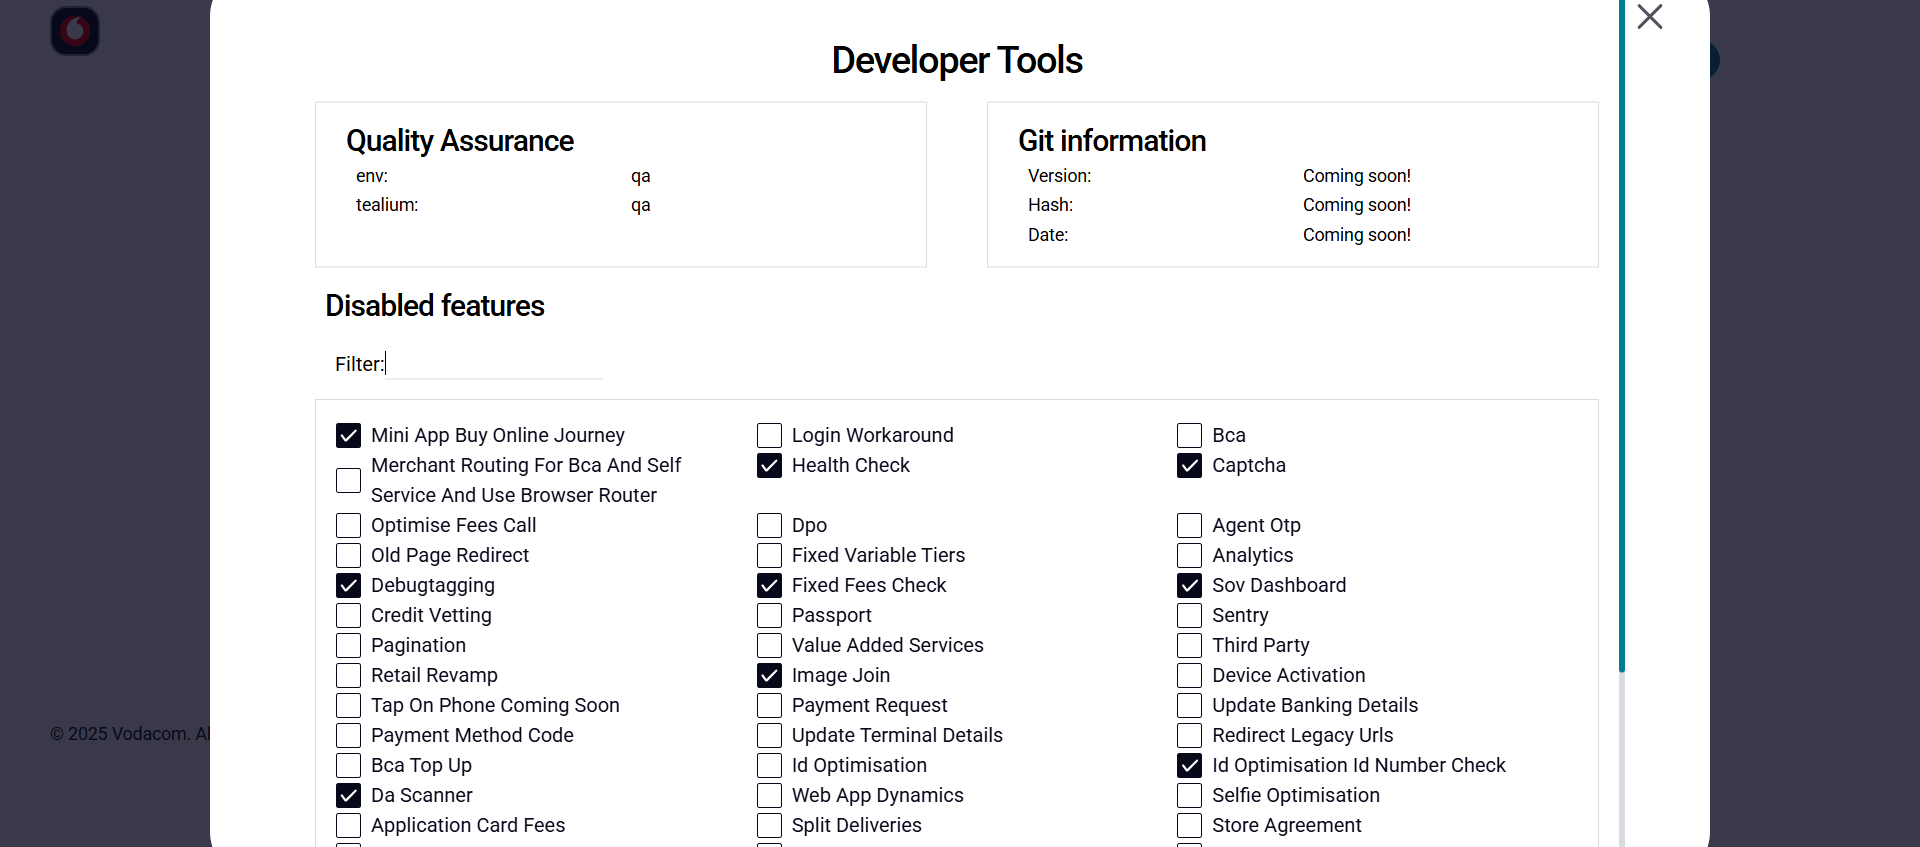 Developer Tools
Quality Assurance
env: qa
tealium: qa
Git information
Version: Coming soon!
Hash: Coming soon!
Date: Coming soon!
Disabled features
Filter:
Mini App Buy Online Journey
Login Workaround
Bca
Merchant Routing For Bca And Self
Service And Use Browser Router
Health Check
Captcha
Optimise Fees Call
Dpo
Agent Otp
Old Page Redirect
Fixed Variable Tiers
Analytics
Debugtagging
Fixed Fees Check
Sov Dashboard
Credit Vetting
Passport
Sentry
Pagination
Value Added Services
Third Party
Retail Revamp
Image Join
Device Activation
Tap On Phone Coming Soon
Payment Request
Update Banking Details
Payment Method Code
Update Terminal Details
Redirect Legacy Urls
Bca Top Up
Id Optimisation
Id Optimisation Id Number Check
Da Scanner
Web App Dynamics
Selfie Optimisation
Application Card Fees
Split Deliveries
Store Agreement
© 2025 Vodacom. Al